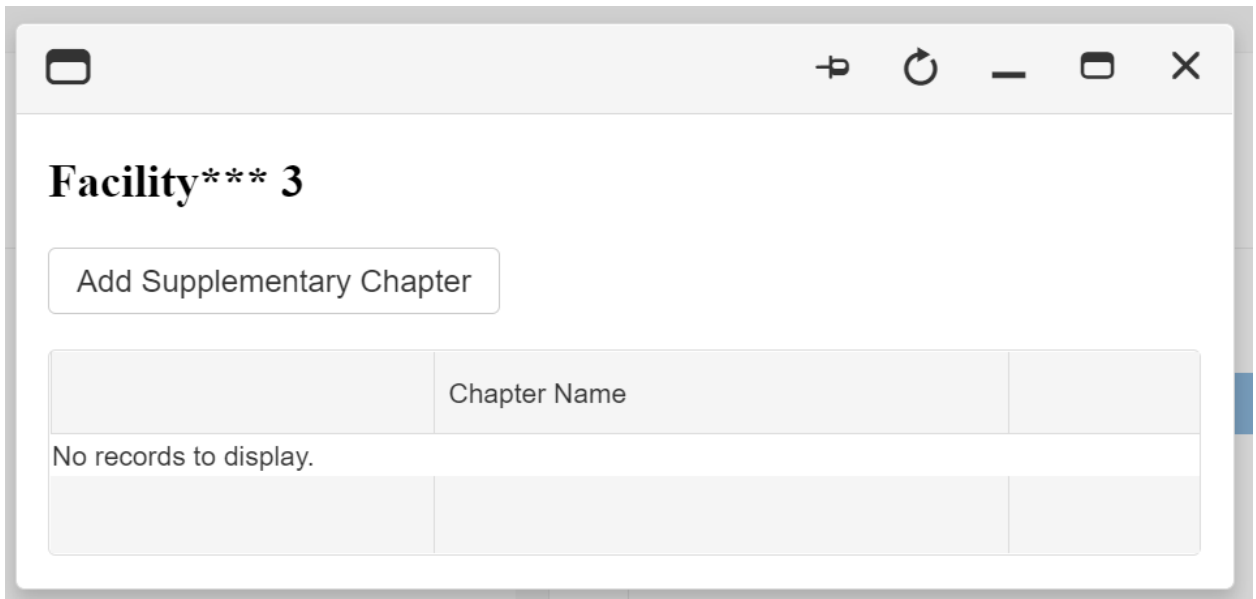 Facility*** 3
Add Supplementary Chapter
Chapter Name
No records to display.